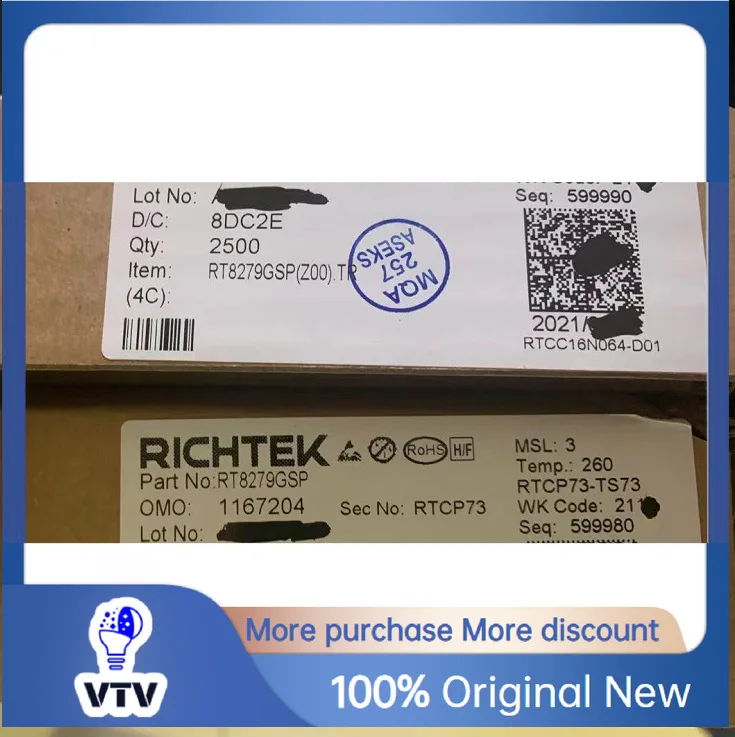 Lot No:
D/C: 8DC2E
Qty: 2500
Item: RT8279GSP(Z00).TR
(4C):
MQA
257
ASEKS
Seq: 599990
2021/
RTCC16N064-D01
RICHTEK RoHS H/F
Part No:RT8279GSP
OMO: 1167204 Sec No: RTCP73
Lot No:
MSL: 3
Temp.: 260
RTCP73-TS73
WK Code: 211
Seq: 599980
More purchase More discount
VTV
100% Original New